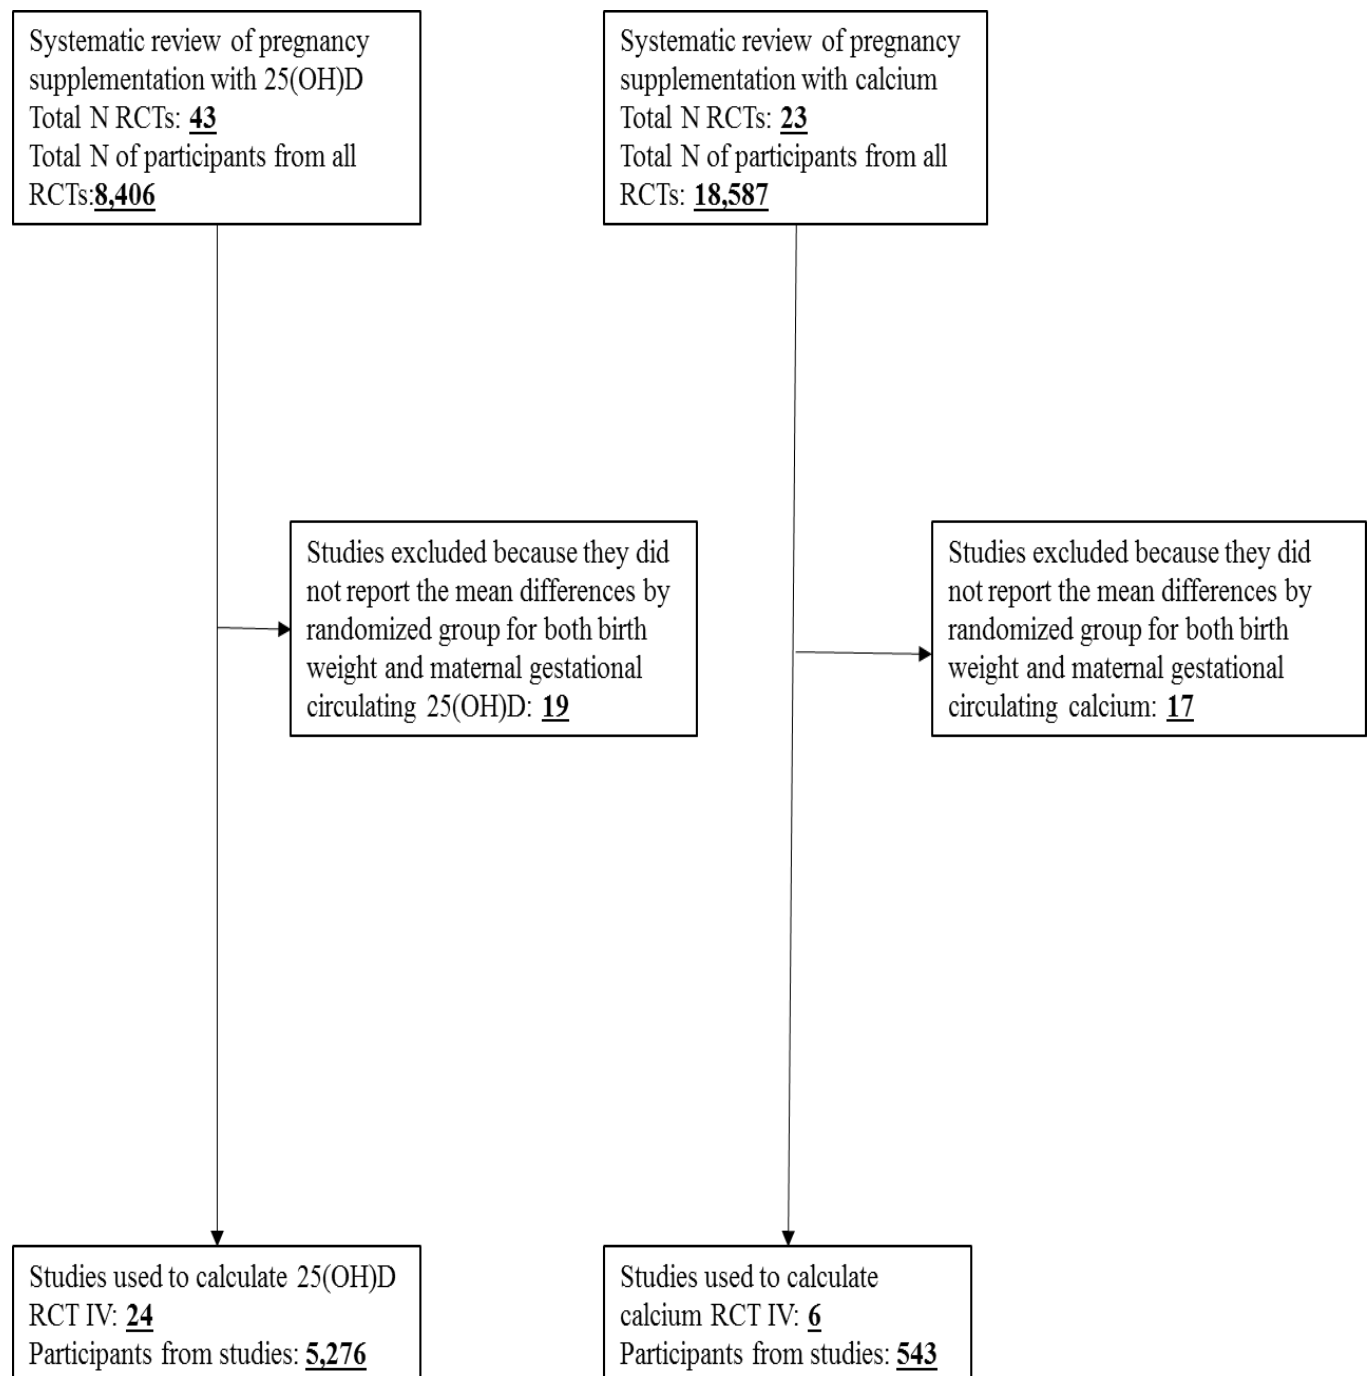 Systematic review of pregnancy
supplementation with 25(OH)D
Total N RCTs: 43
Total N of participants from all
RCTs:8,406
Systematic review of pregnancy
supplementation with calcium
Total N RCTs: 23
Total N of participants from all
RCTs: 18,587
Studies excluded because they did
not report the mean differences by
randomized group for both birth
weight and maternal gestational
circulating 25(OH)D: 19
Studies excluded because they did
not report the mean differences by
randomized group for both birth
weight and maternal gestational
circulating calcium: 17
Studies used to calculate 25(OH)D
RCT IV: 24
Participants from studies: 5,276
Studies used to calculate
calcium RCT IV: 6
Participants from studies: 543